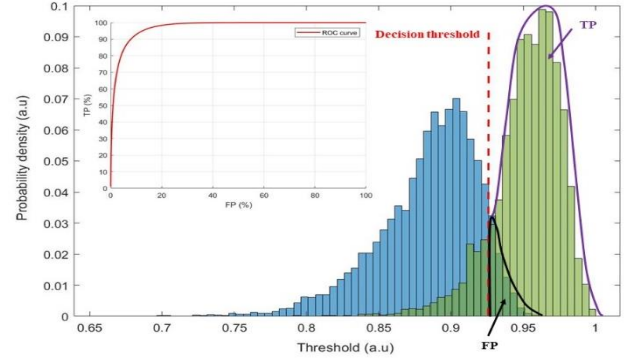 0.1
0.09
0.08
0.07
0.06
0.05
0.04
0.03
0.02
0.01
0
Probability density (a.u)
100
90
80
70
60
50
40
30
20
10
0
TP (%)
ROC curve
0 20 40 60 80 100
FP (%)
Decision threshold
TP
FP
0.65 0.7 0.75 0.8 0.85 0.9 0.95 1
Threshold (a.u)